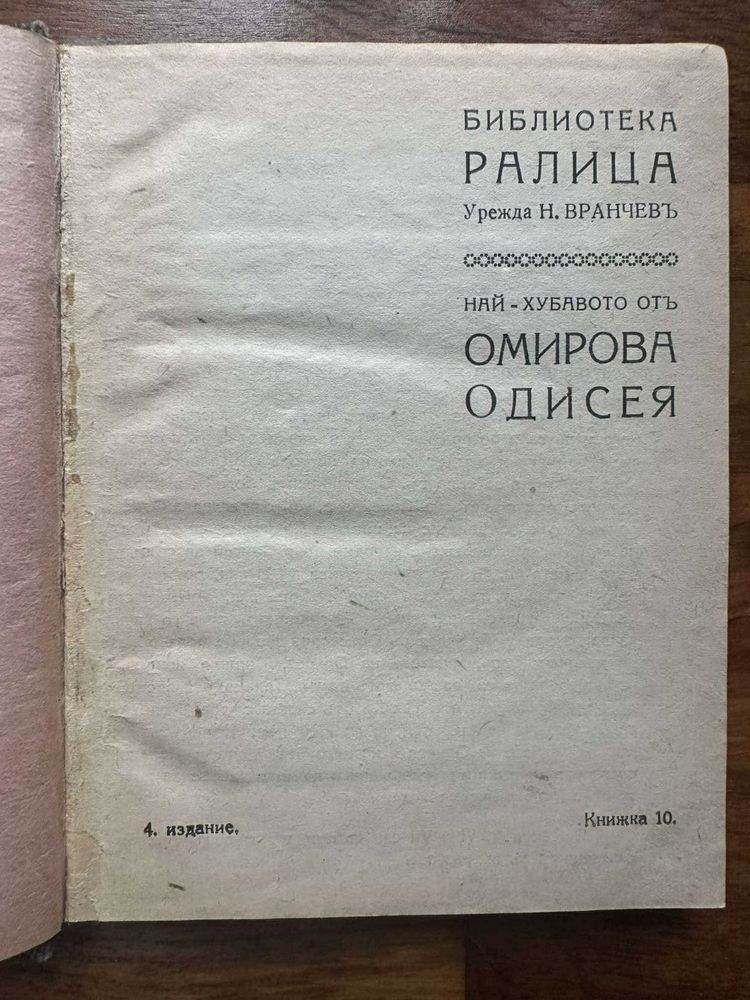 БИБЛИОТЕКА
РАЛИЦА
Урежда Н. ВРАНЧЕВЪ
НАЙ-ХУБАВОТО ОТЪ
ОМИРОВА
ОДИСЕЯ
4. издание.
Книжка 10.